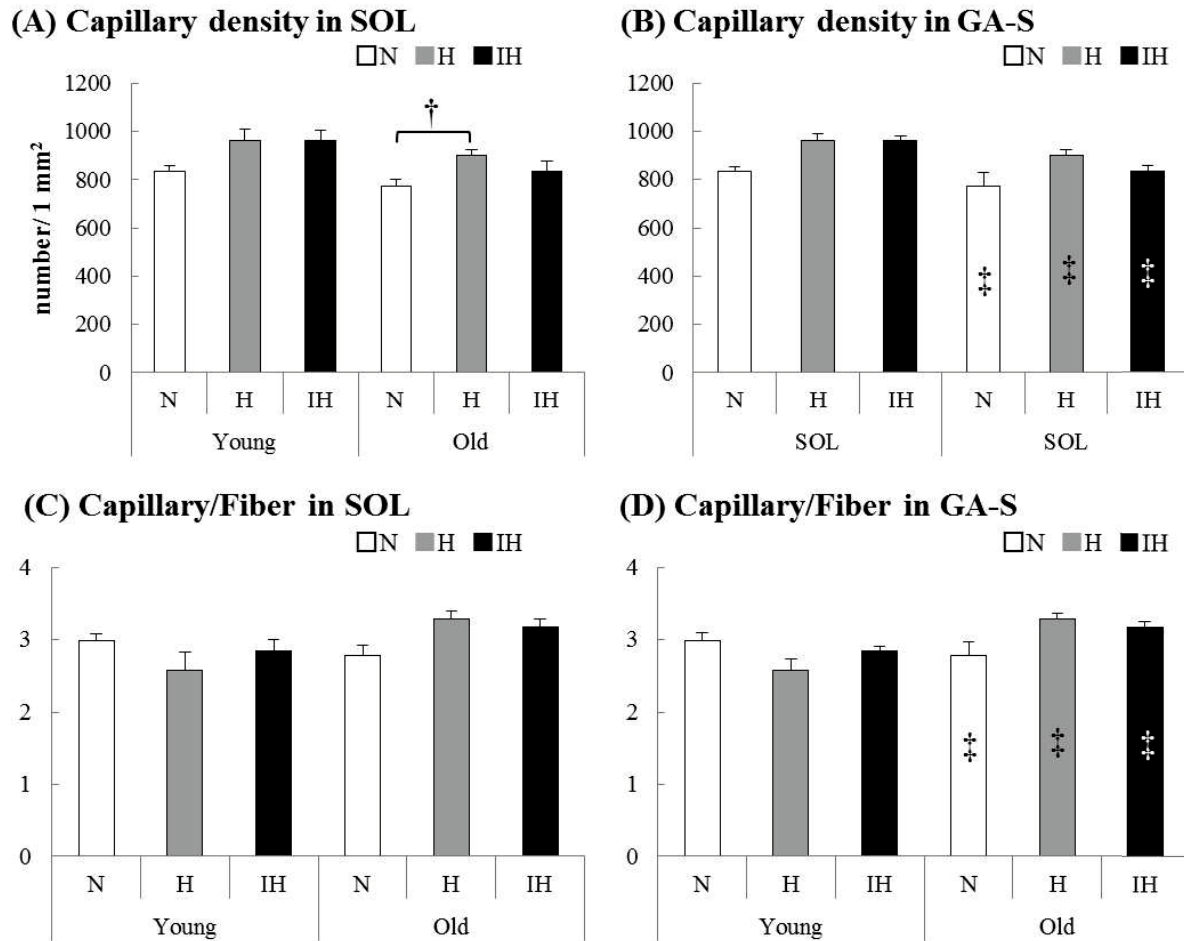 (A) Capillary density in SOL
N H IH
number/ 1 mm²
1200
1000
800
600
400
200
0
†
N H IH N H IH
Young Old
(B) Capillary density in GA-S
N H IH
1200
1000
800
600
400
200
0
‡ ‡ ‡
N H IH N H IH
SOL SOL
(C) Capillary/Fiber in SOL
N H IH
4
3
2
1
0
N H IH N H IH
Young Old
(D) Capillary/Fiber in GA-S
N H IH
4
3
2
1
0
‡ ‡ ‡
N H IH N H IH
Young Old